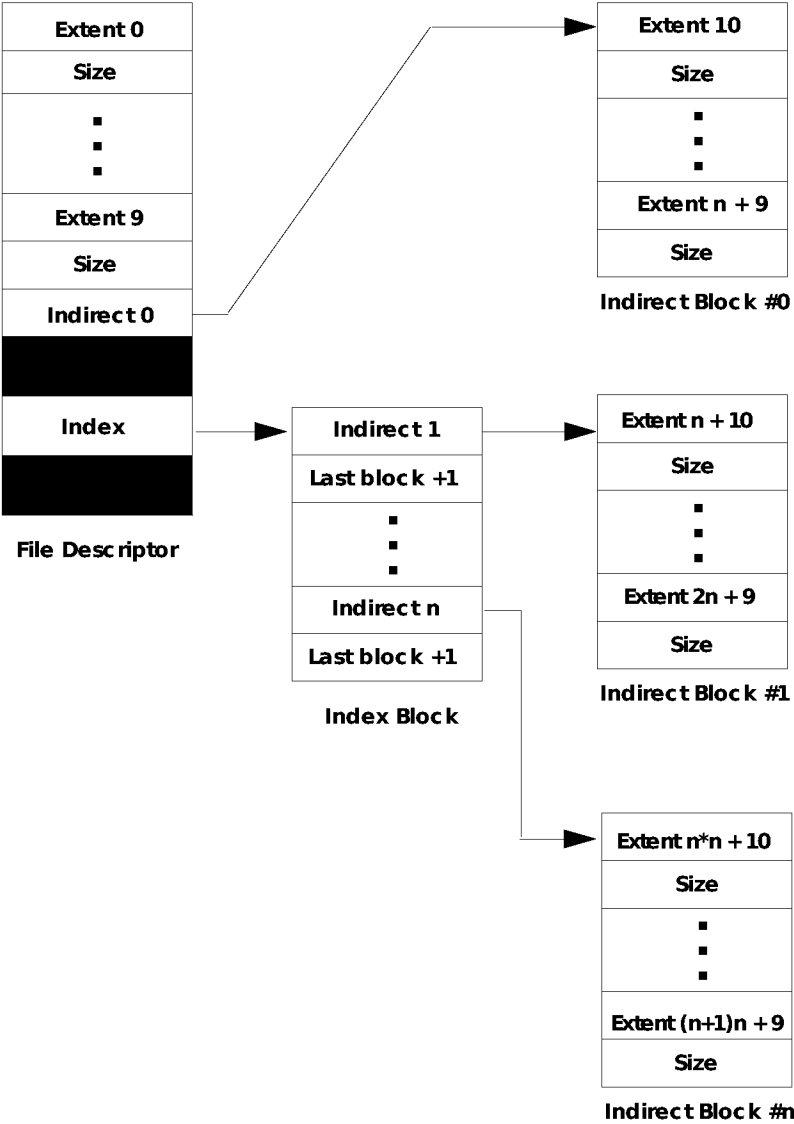 Extent 0
Size
Extent 9
Size
Indirect 0
Index
File Descriptor
Indirect 1
Last block +1
Indirect n
Last block +1
Index Block
Extent 10
Size
Extent n + 9
Size
Indirect Block #0
Extent n + 10
Size
Extent 2n + 9
Size
Indirect Block #1
Extent n*n + 10
Size
Extent (n+1)n + 9
Size
Indirect Block #n